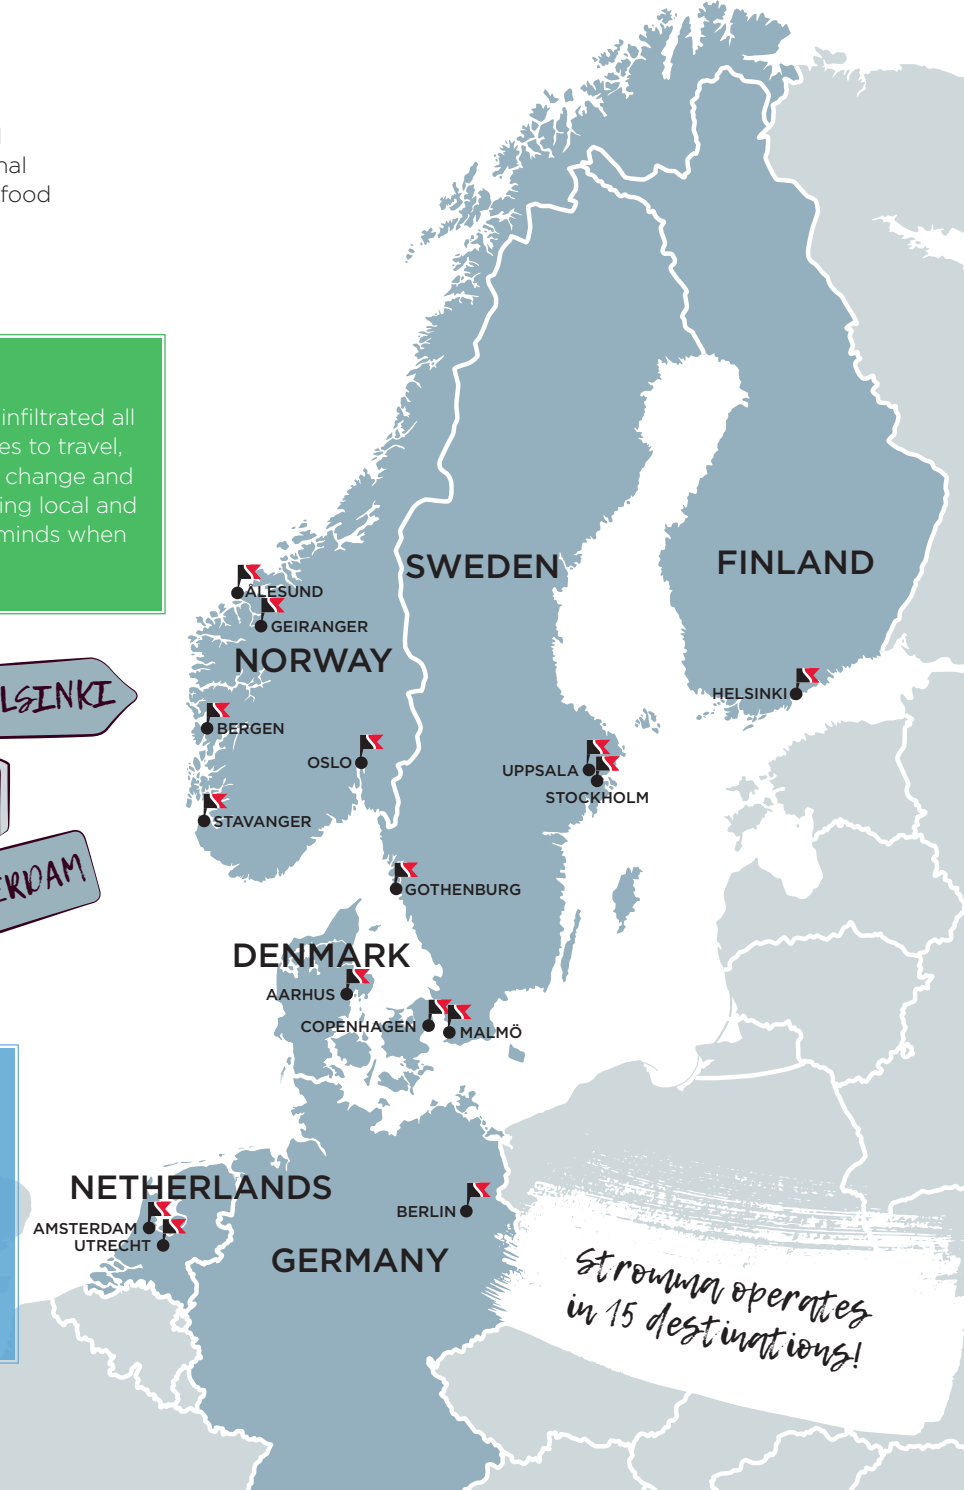 nal
food
infiltrated all
es to travel,
change and
ing local and
minds when
LSINKI
ERDAM
SWEDEN
FINLAND
ÅLESUND
GEIRANGER
NORWAY
HELSINKI
BERGEN
OSLO
UPPSALA
STOCKHOLM
STAVANGER
GOTHENBURG
DENMARK
AARHUS
COPENHAGEN
MALMÖ
NETHERLANDS
AMSTERDAM
UTRECHT
BERLIN
GERMANY
Stromma operates
in 15 destinations!